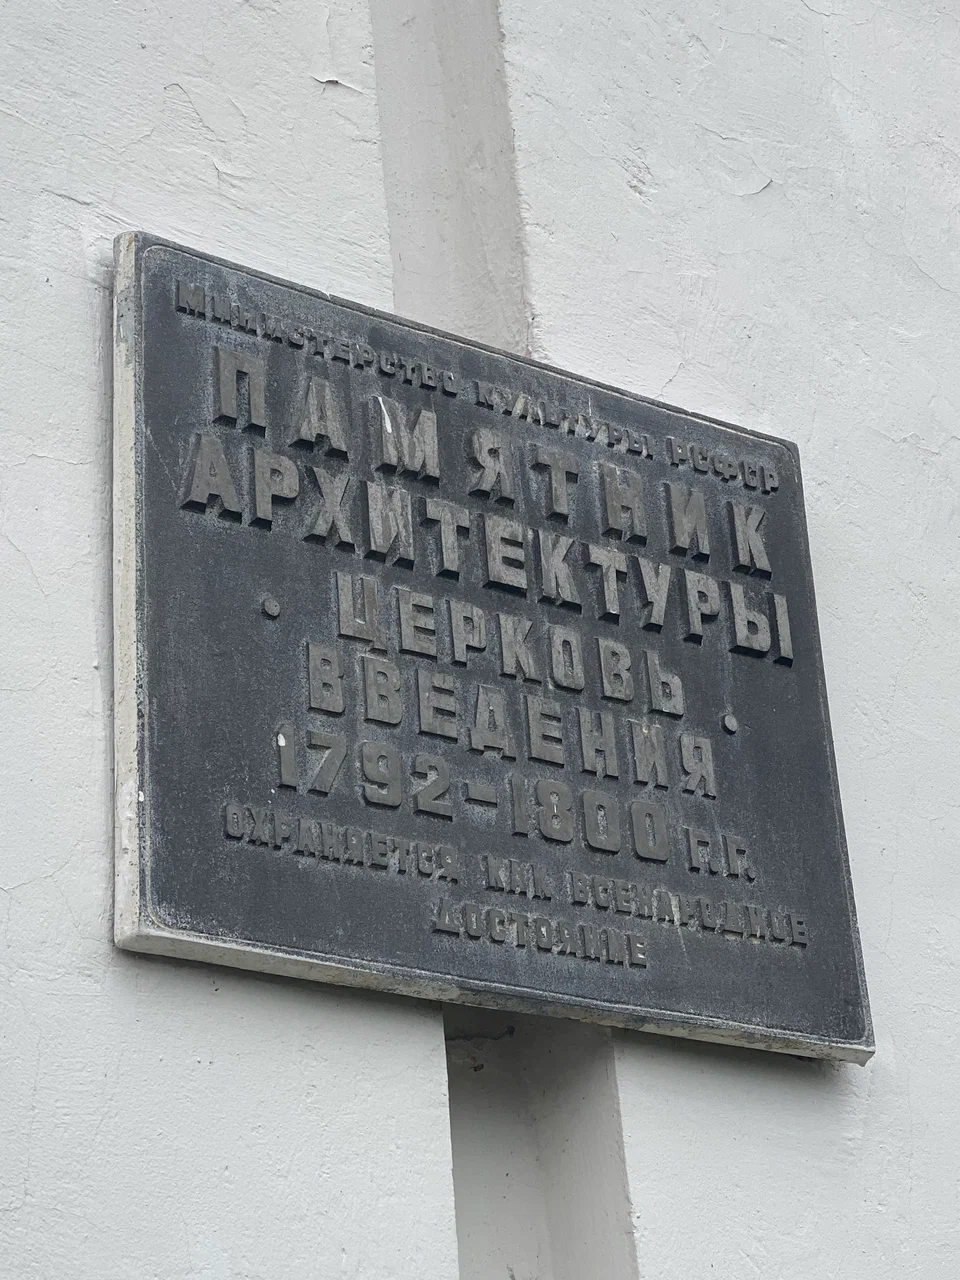 МИНИСТЕРСТВО КУЛЬТУРЫ РСФСР
ПАМЯТНИК
АРХИТЕКТУРЫ
ЦЕРКОВЬ
ВВЕДЕНИЯ
1792-1800 Г.Г.
ОХРАНЯЕТСЯ КАК ВСЕНАРОДНОЕ
ДОСТОЯНИЕ